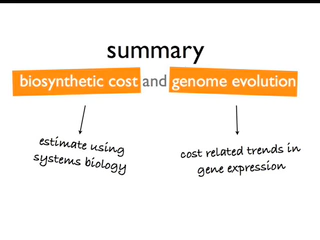 summary
biosynthetic cost and genome evolution
estimate using
systems biology
cost related trends in
gene expression